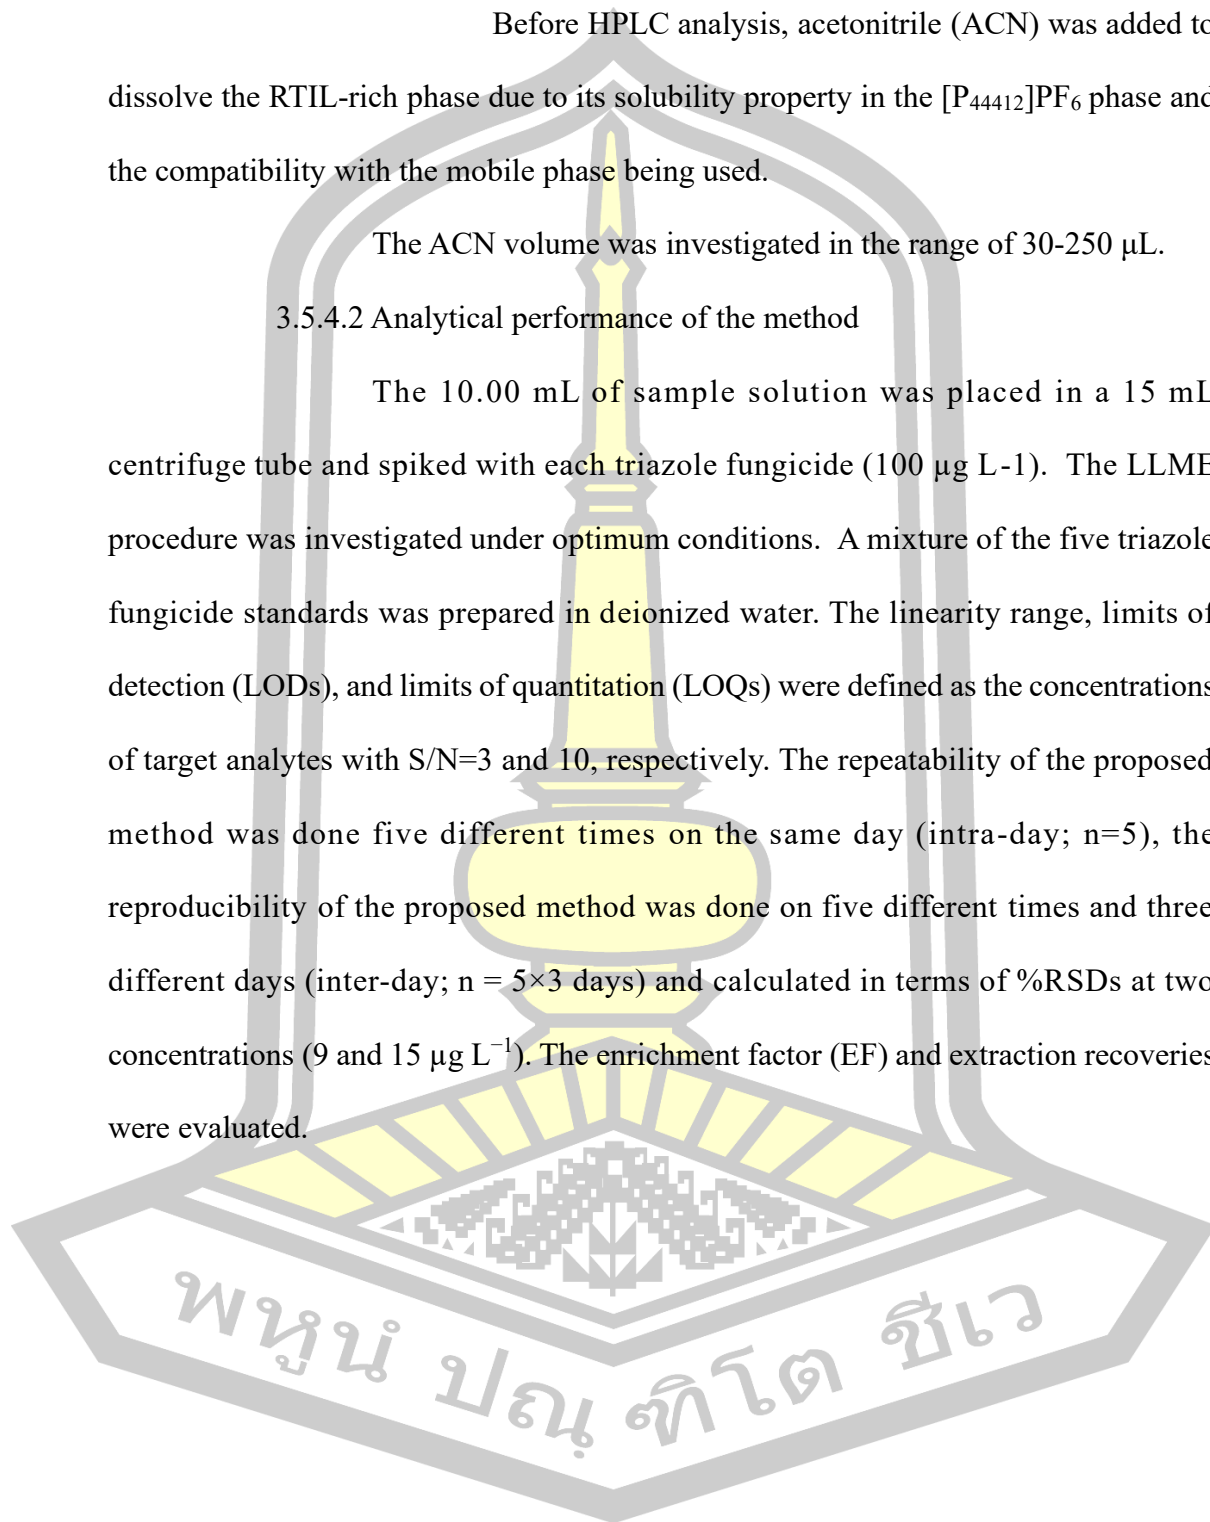 Before HPLC analysis, acetonitrile (ACN) was added to
dissolve the RTIL-rich phase due to its solubility property in the [P₄₄₄₁₂]PF₆ phase and
the compatibility with the mobile phase being used.
The ACN volume was investigated in the range of 30-250 μL.
3.5.4.2 Analytical performance of the method
The 10.00 mL of sample solution was placed in a 15 mL
centrifuge tube and spiked with each triazole fungicide (100 µg L-1). The LLME
procedure was investigated under optimum conditions. A mixture of the five triazole
fungicide standards was prepared in deionized water. The linearity range, limits of
detection (LODs), and limits of quantitation (LOQs) were defined as the concentrations
of target analytes with S/N=3 and 10, respectively. The repeatability of the proposed
method was done five different times on the same day (intra-day; n=5), the
reproducibility of the proposed method was done on five different times and three
different days (inter-day; n = 5×3 days) and calculated in terms of %RSDs at two
concentrations (9 and 15 µg L⁻¹). The enrichment factor (EF) and extraction recoveries
were evaluated.
พหูนํ ปณฺฑิโต ชีเว